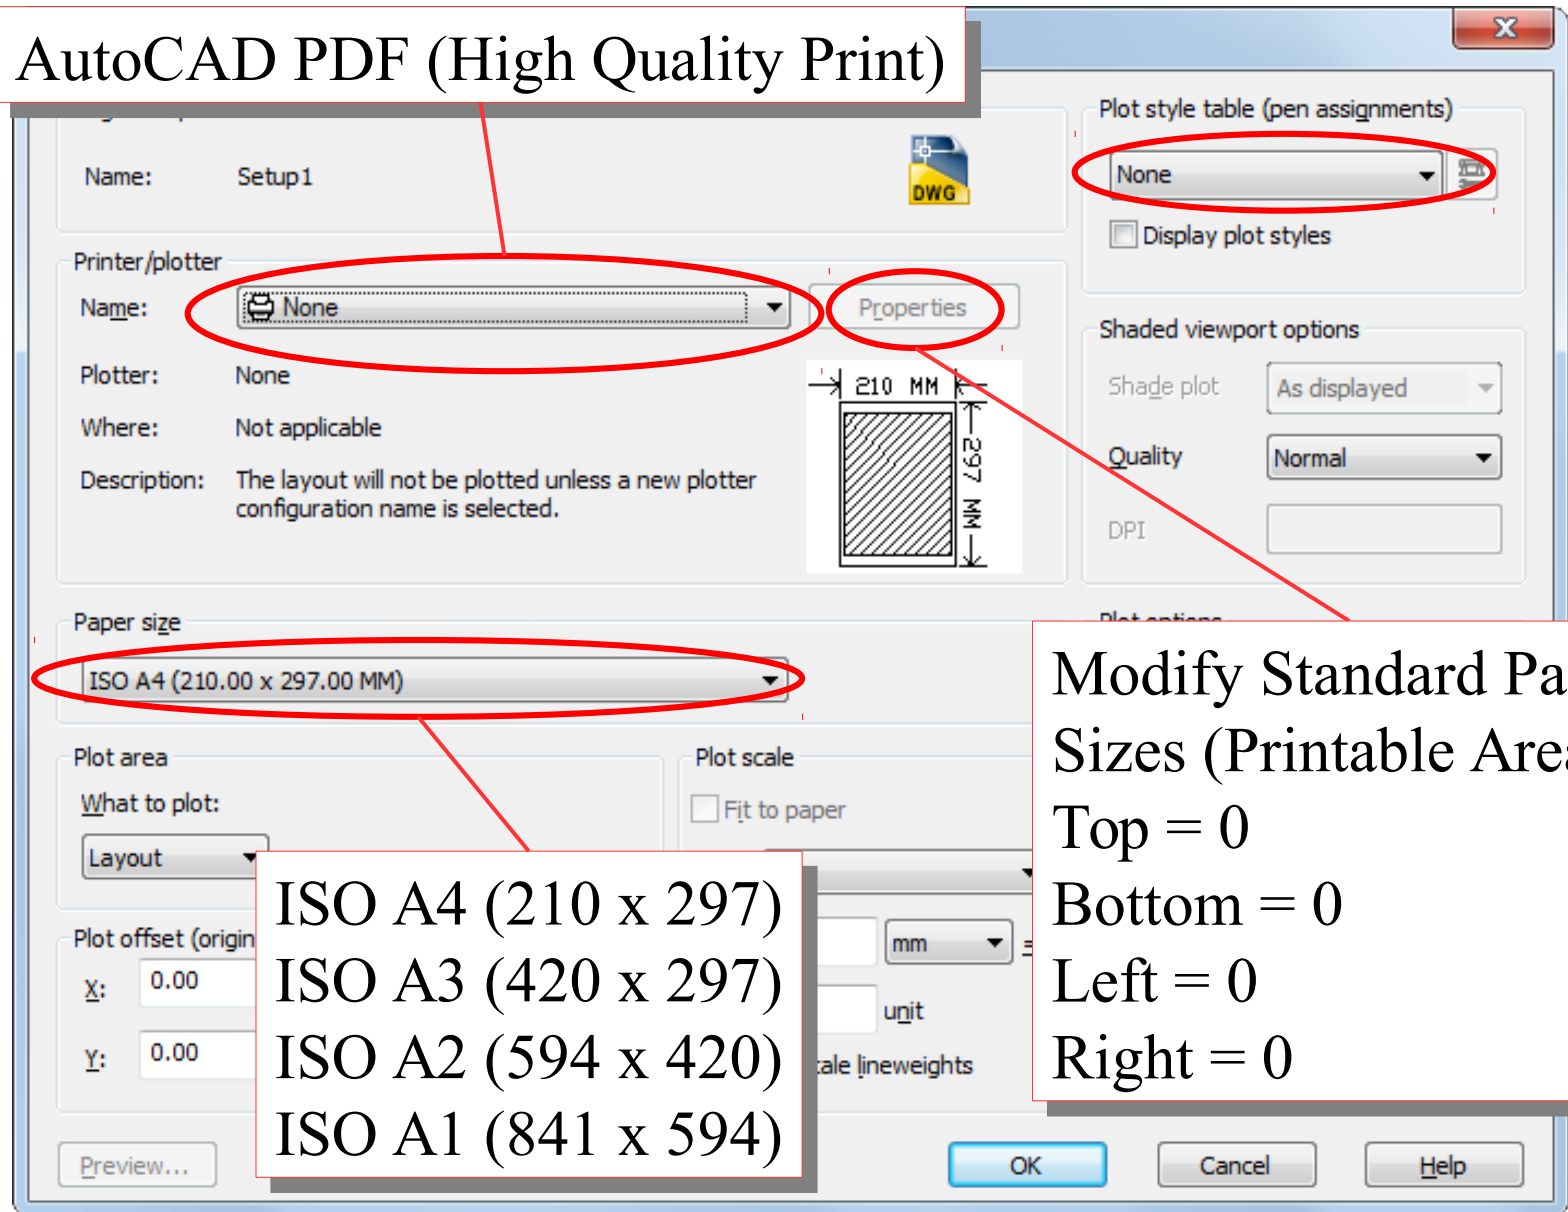 AutoCAD PDF (High Quality Print)
Name: Setup1
DWG
Printer/plotter
Name: None
Properties
Plotter: None
Where: Not applicable
Description: The layout will not be plotted unless a new plotter
configuration name is selected.
210 MM
297 MM
Paper size
ISO A4 (210.00 x 297.00 MM)
Plot area
What to plot:
Layout
Plot offset (origin
X: 0.00
Y: 0.00
ISO A4 (210 x 297)
ISO A3 (420 x 297)
ISO A2 (594 x 420)
ISO A1 (841 x 594)
Plot scale
Fit to paper
mm =
unit
lineweights
Plot style table (pen assignments)
None
Display plot styles
Shaded viewport options
Shade plot As displayed
Quality Normal
DPI
Plot options
Modify Standard
Sizes (Printable
Top = 0
Bottom = 0
Left = 0
Right = 0
Preview...
OK
Cancel
Help